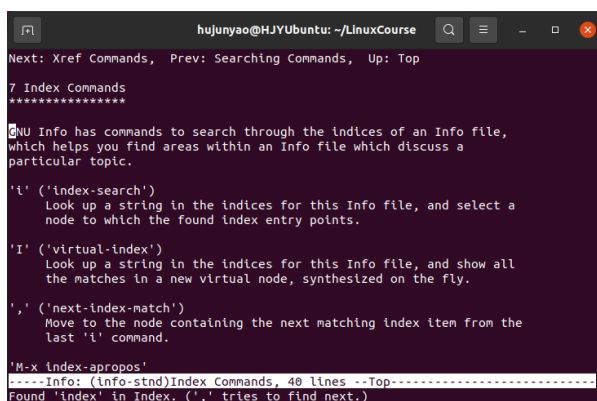 hujunyao@HJYUbuntu: ~/LinuxCourse
Next: Xref Commands,  Prev: Searching Commands,  Up: Top
7 Index Commands
****************
GNU Info has commands to search through the indices of an Info file,
which helps you find areas within an Info file which discuss a
particular topic.
'i' ('index-search')
Look up a string in the indices for this Info file, and select a
node to which the found index entry points.
'I' ('virtual-index')
Look up a string in the indices for this Info file, and show all
the matches in a new virtual node, synthesized on the fly.
',' ('next-index-match')
Move to the node containing the next matching index item from the
last 'i' command.
'M-x index-apropos'
-----Info: (info-stnd)Index Commands, 40 lines --Top----------------------------
Found 'index' in Index. (',' tries to find next.)